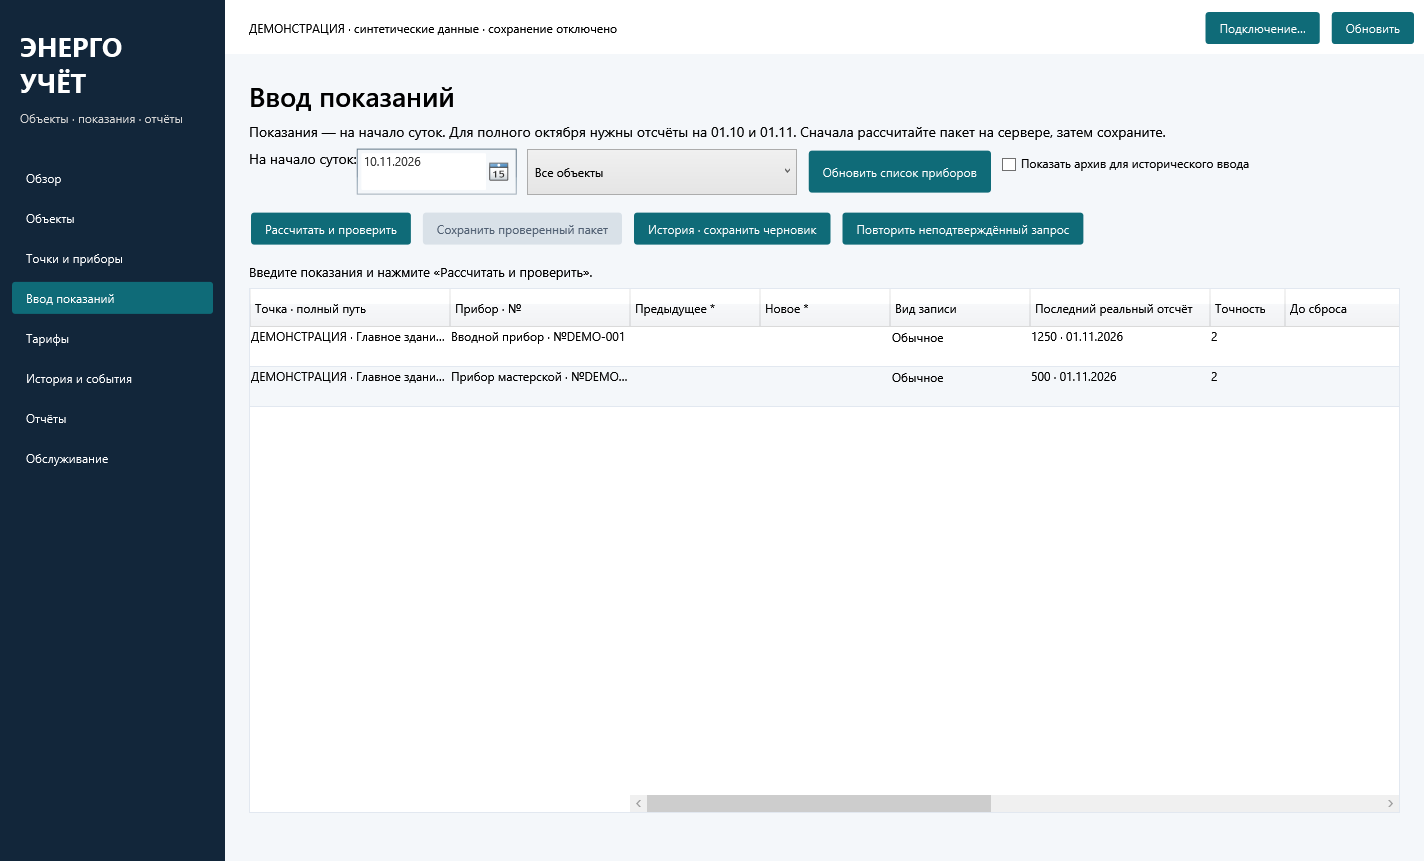 ЭНЕРГО
УЧЁТ
Объекты · показания · отчёты
Обзор
Объекты
Точки и приборы
Ввод показаний
Тарифы
История и события
Отчёты
Обслуживание
ДЕМОНСТРАЦИЯ · синтетические данные · сохранение отключено
Подключение...
Обновить
Ввод показаний
Показания — на начало суток. Для полного октября нужны отсчёты на 01.10 и 01.11. Сначала рассчитайте пакет на сервере, затем сохраните.
На начало суток: 10.11.2026 15 Все объекты Обновить список приборов Показать архив для исторического ввода
Рассчитать и проверить Сохранить проверенный пакет История · сохранить черновик Повторить неподтверждённый запрос
Введите показания и нажмите «Рассчитать и проверить».
Точка · полный путь Прибор · № Предыдущее * Новое * Вид записи Последний реальный отсчёт Точность До сброса
ДЕМОНСТРАЦИЯ · Главное здани... Вводной прибор · №DEMO-001 Обычное 1250 · 01.11.2026 2
ДЕМОНСТРАЦИЯ · Главное здани... Прибор мастерской · №DEMO... Обычное 500 · 01.11.2026 2